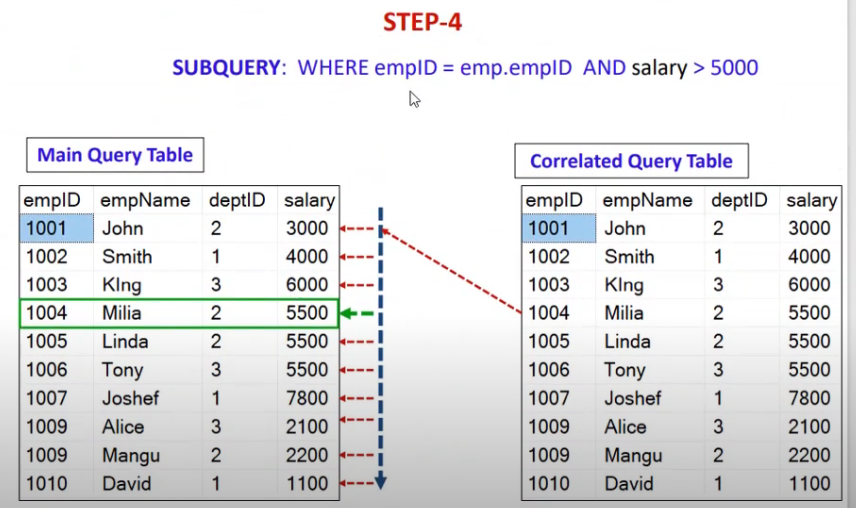 STEP-4
SUBQUERY: WHERE empID = emp.empID AND salary > 5000
Main Query Table
empID empName deptID salary
1001 John 2 3000
1002 Smith 1 4000
1003 KIng 3 6000
1004 Milia 2 5500
1005 Linda 2 5500
1006 Tony 3 5500
1007 Joshef 1 7800
1009 Alice 3 2100
1009 Mangu 2 2200
1010 David 1 1100
Correlated Query Table
empID empName deptID salary
1001 John 2 3000
1002 Smith 1 4000
1003 KIng 3 6000
1004 Milia 2 5500
1005 Linda 2 5500
1006 Tony 3 5500
1007 Joshef 1 7800
1009 Alice 3 2100
1009 Mangu 2 2200
1010 David 1 1100